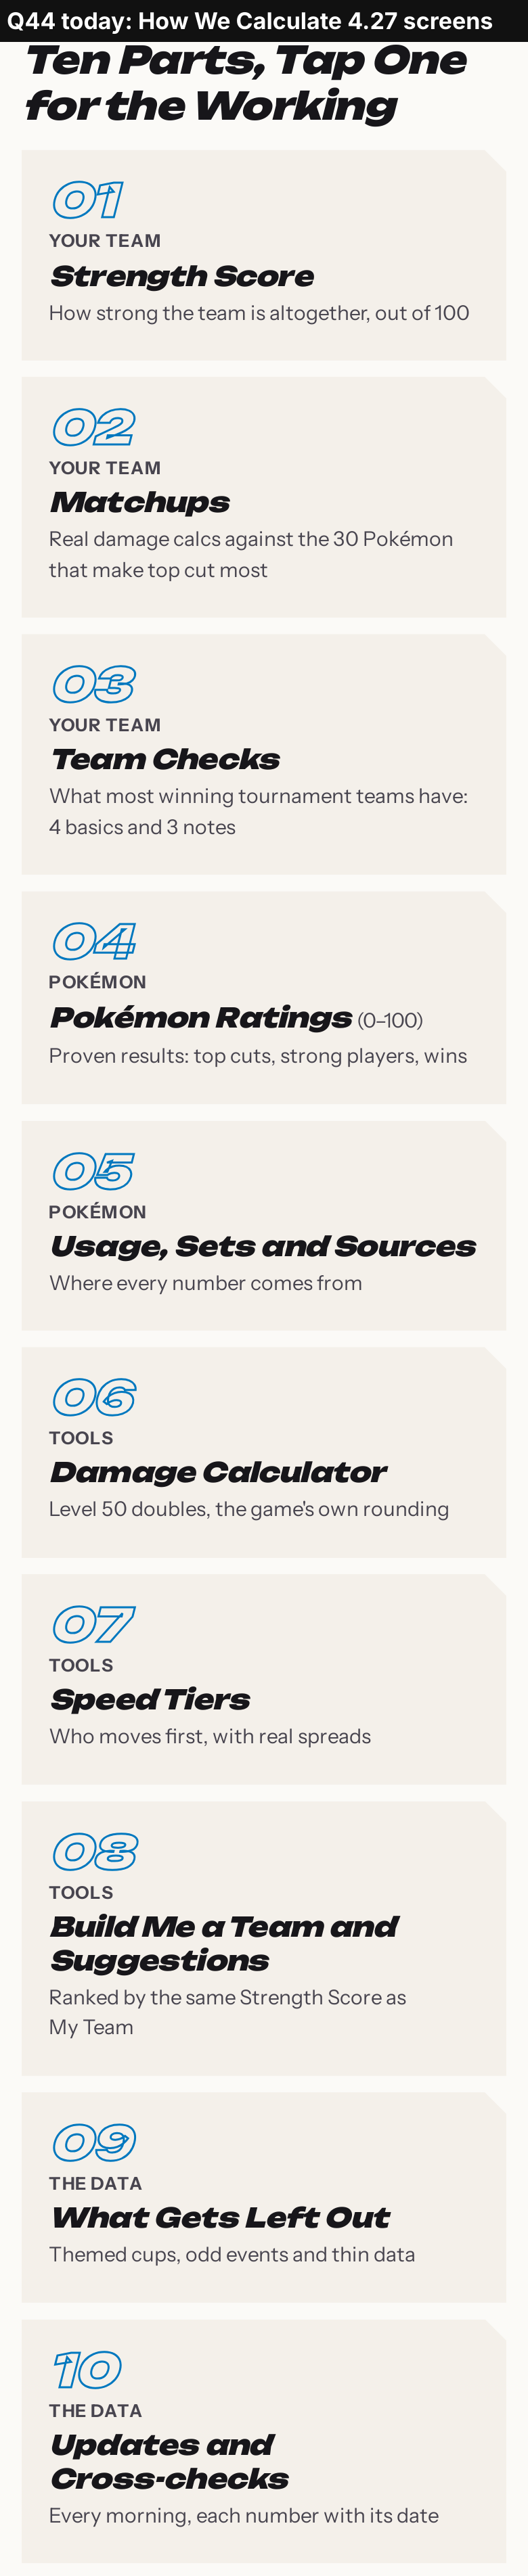 Q44 today: How We Calculate 4.27 screens
Ten Parts, Tap One
for the Working
01
YOUR TEAM
Strength Score
How strong the team is altogether, out of 100
02
YOUR TEAM
Matchups
Real damage calcs against the 30 Pokémon
that make top cut most
03
YOUR TEAM
Team Checks
What most winning tournament teams have:
4 basics and 3 notes
04
POKÉMON
Pokémon Ratings (0–100)
Proven results: top cuts, strong players, wins
05
POKÉMON
Usage, Sets and Sources
Where every number comes from
06
TOOLS
Damage Calculator
Level 50 doubles, the game's own rounding
07
TOOLS
Speed Tiers
Who moves first, with real spreads
08
TOOLS
Build Me a Team and
Suggestions
Ranked by the same Strength Score as
My Team
09
THE DATA
What Gets Left Out
Themed cups, odd events and thin data
10
THE DATA
Updates and
Cross-checks
Every morning, each number with its date